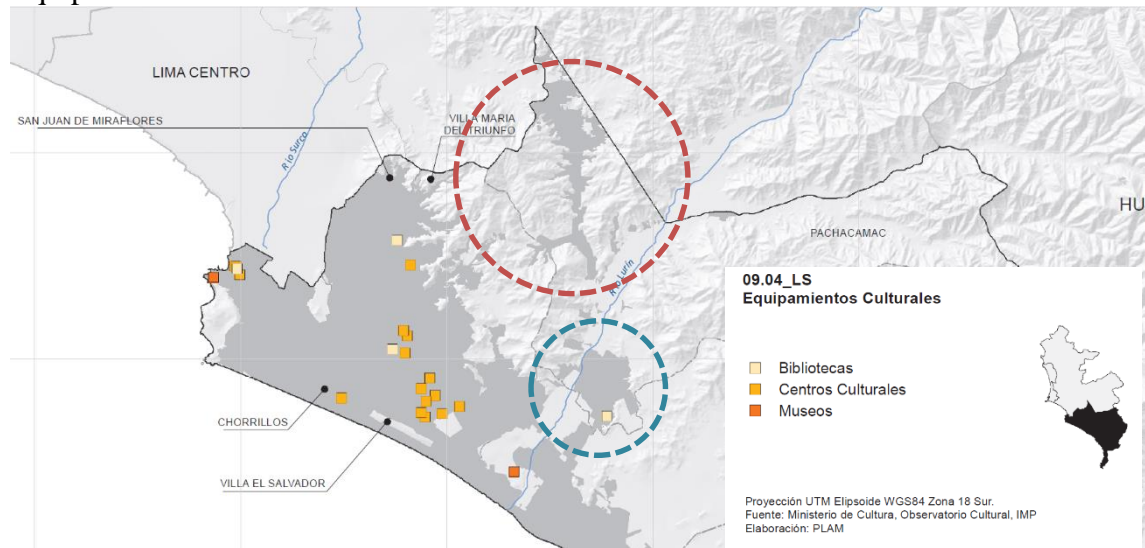 LIMA CENTRO
SAN JUAN DE MIRAFLORES
VILLA MARIA
DEL TRIUNFO
Rio Surco
HU
PACHACAMAC
Rio Lurín
CHORRILLOS
VILLA EL SALVADOR
09.04_LS
Equipamientos Culturales
Bibliotecas
Centros Culturales
Museos
Proyección UTM Elipsoide WGS84 Zona 18 Sur.
Fuente: Ministerio de Cultura, Observatorio Cultural, IMP
Elaboración: PLAM